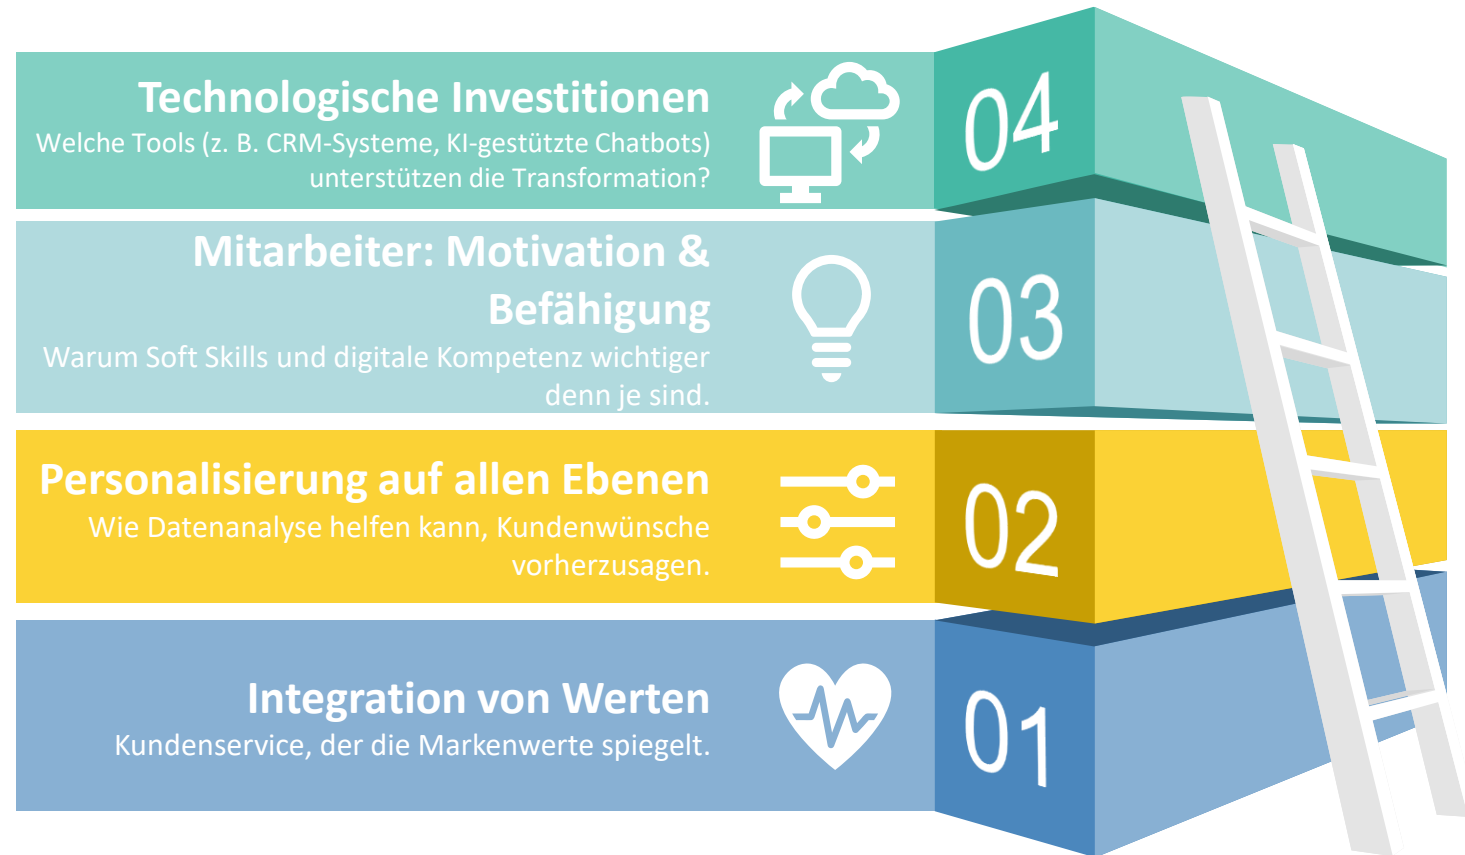 Technologische Investitionen
Welche Tools (z. B. CRM-Systeme, KI-gestützte Chatbots)
unterstützen die Transformation?
04
Mitarbeiter: Motivation &
Befähigung
Warum Soft Skills und digitale Kompetenz wichtiger
denn je sind.
03
Personalisierung auf allen Ebenen
Wie Datenanalyse helfen kann, Kundenwünsche
vorherzusagen.
02
Integration von Werten
Kundenservice, der die Markenwerte spiegelt.
01